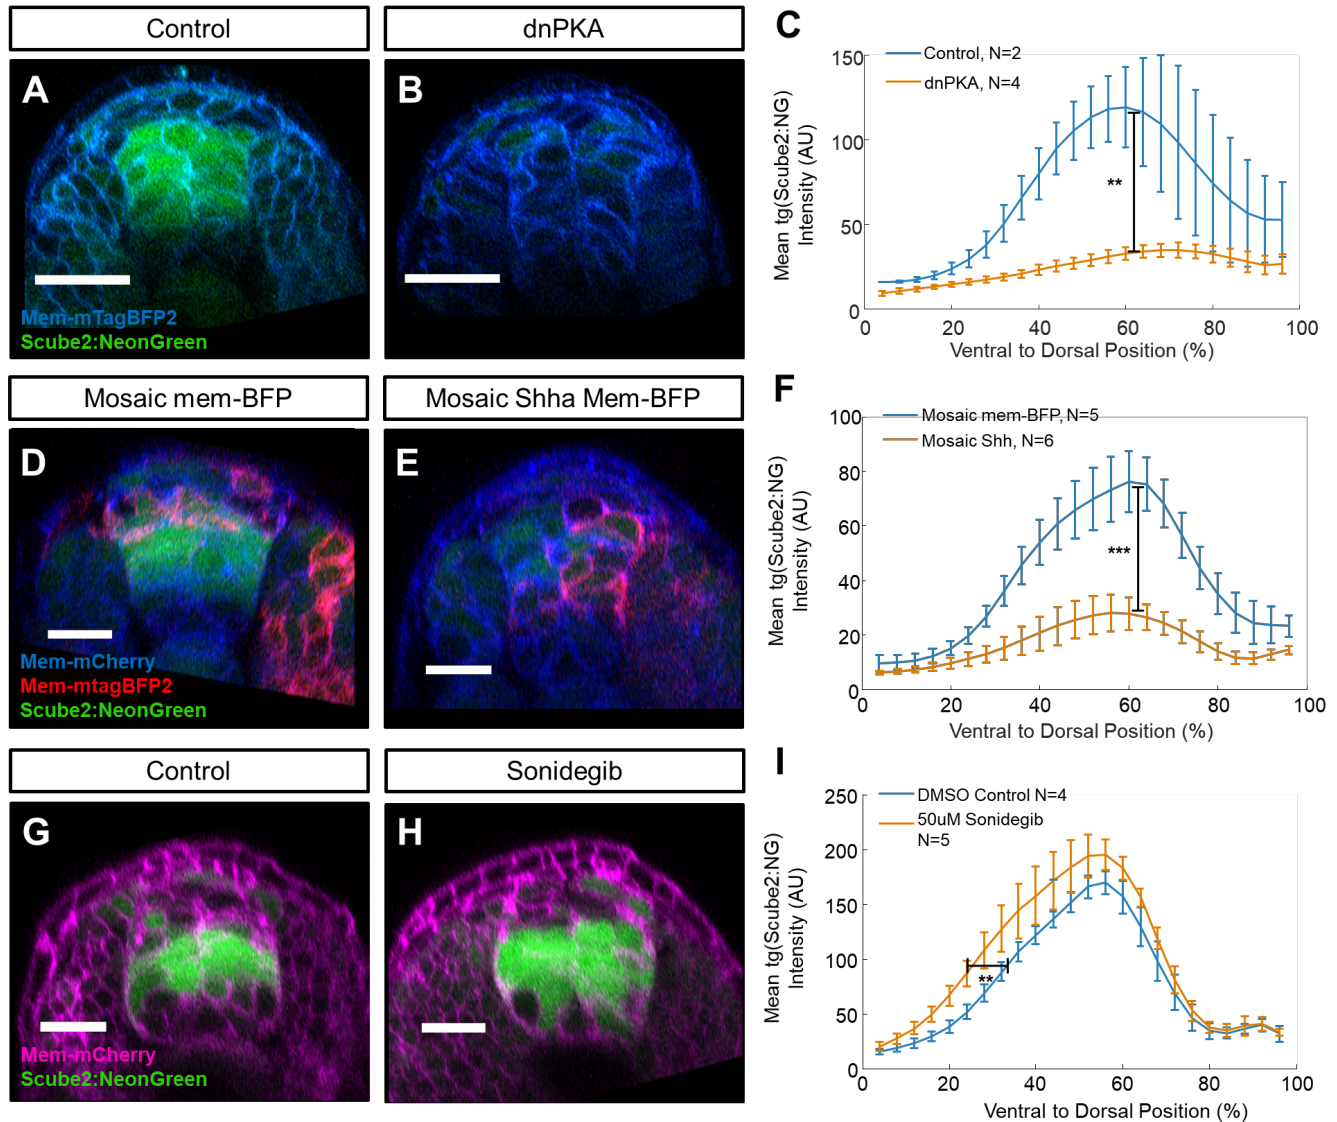 Control
dnPKA
A
Mem-mTagBFP2
Scube2:NeonGreen
B
C
Control, N=2
dnPKA, N=4
150
100
50
0
**
0 20 40 60 80 100
Mean tg(Scube2:NG)
Intensity (AU)
Ventral to Dorsal Position (%)
Mosaic mem-BFP
Mosaic Shha Mem-BFP
D
Mem-mCherry
Mem-mtagBFP2
Scube2:NeonGreen
E
F
Mosaic mem-BFP, N=5
Mosaic Shh, N=6
100
80
60
40
20
0
***
0 20 40 60 80 100
Mean tg(Scube2:NG)
Intensity (AU)
Ventral to Dorsal Position (%)
Control
Sonidegib
G
Mem-mCherry
Scube2:NeonGreen
H
I
DMSO Control N=4
50uM Sonidegib
N=5
250
200
150
100
50
0
**
0 20 40 60 80 100
Mean tg(Scube2:NG)
Intensity (AU)
Ventral to Dorsal Position (%)